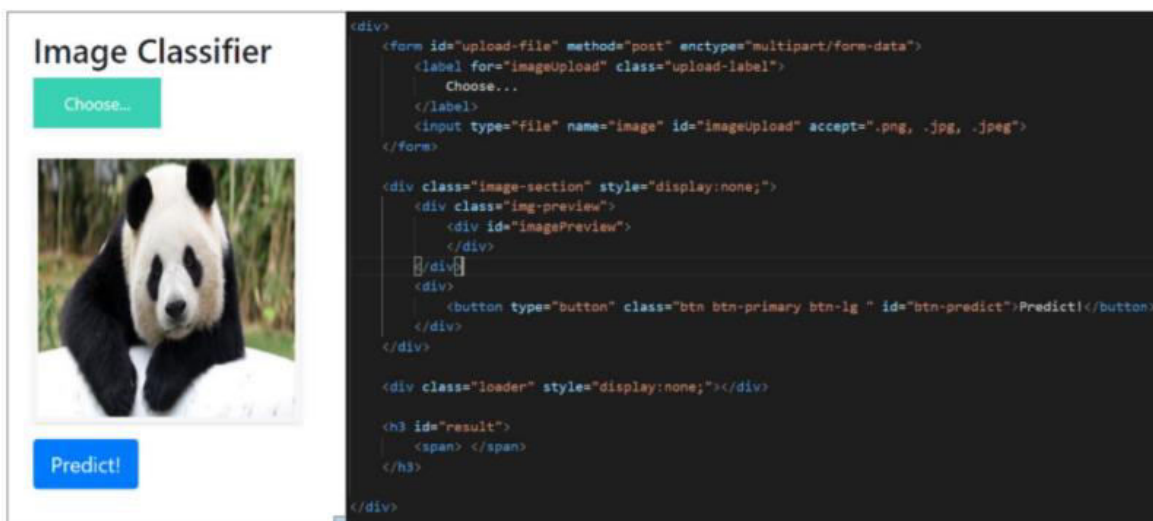 Image Classifier
Choose...
Predict!
<div>
<form id="upload-file" method="post" enctype="multipart/form-data">
<label for="imageUpload" class="upload-label">
Choose...
</label>
<input type="file" name="image" id="imageUpload" accept=".png, .jpg, .jpeg">
</form>
<div class="image-section" style="display:none;">
<div class="img-preview">
<div id="imagePreview">
</div>
</div>
<div>
<button type="button" class="btn btn-primary btn-lg " id="btn-predict">Predict!</button>
</div>
</div>
<div class="loader" style="display:none;"></div>
<h3 id="result">
<span> </span>
</h3>
</div>